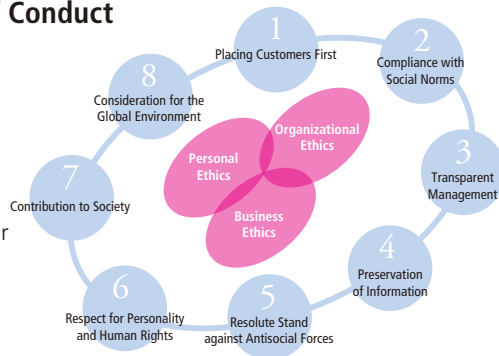 Conduct
1
Placing Customers First
2
Compliance with
Social Norms
3
Transparent
Management
4
Preservation
of Information
5
Resolute Stand
against Antisocial Forces
6
Respect for Personality
and Human Rights
7
Contribution to Society
8
Consideration for the
Global Environment
Organizational
Ethics
Personal
Ethics
Business
Ethics
r